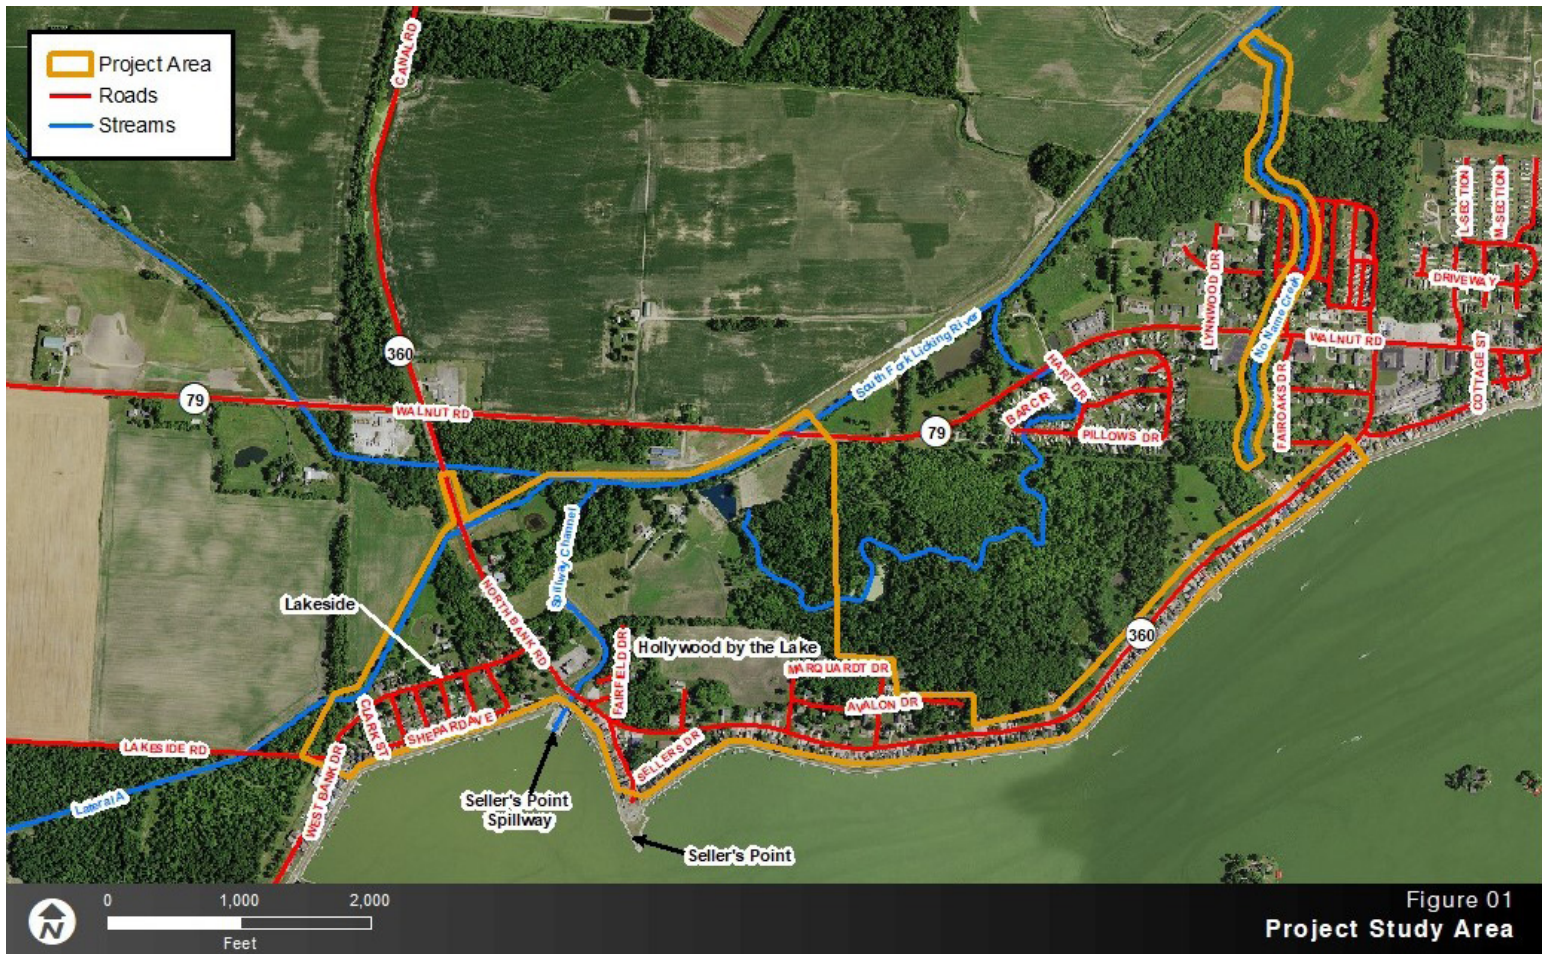 Project Area
Roads
Streams
CANAL RD
360
79
WALNUT RD
South Fork Licking River
79
HART DR
BAR CIR
PILLOWS DR
LYNNWOOD DR
No Name Creek
FAIROAKS DR
WALNUT RD
COTTAGE ST
L-SECTION
M-SECTION
DRIVEWAY
Spillway Channel
NORTH BANK RD
Lakeside
Hollywood by the Lake
FAIRFIELD DR
MARQUARDT DR
AVALON DR
360
CLARK ST
SHEPARD AVE
SELLERS DR
LAKESIDE RD
WEST BANK DR
Lateral A
Seller's Point
Spillway
Seller's Point
N
0 1,000 2,000
Feet
Figure 01
Project Study Area